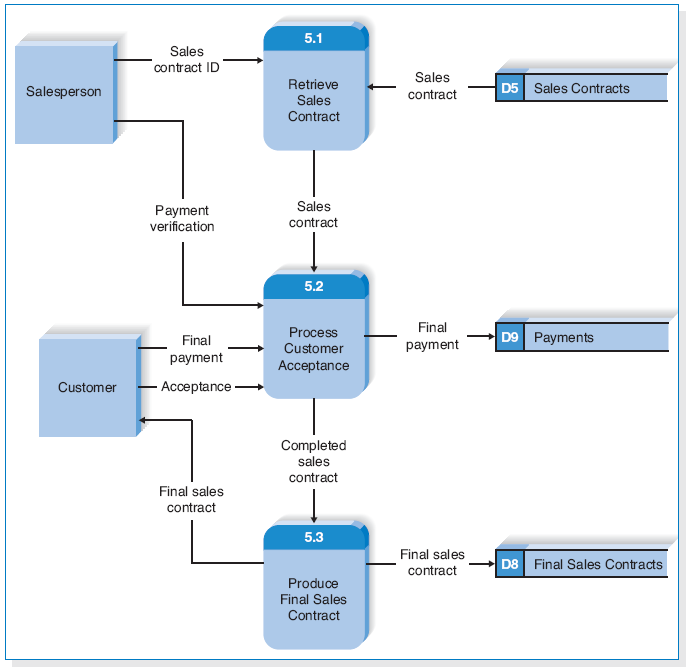 Salesperson
Sales
contract ID
5.1
Retrieve
Sales
Contract
Sales
contract
D5
Sales Contracts
Payment
verification
Sales
contract
5.2
Process
Customer
Acceptance
Customer
Final
payment
Acceptance
Final
payment
D9
Payments
Completed
sales
contract
Final sales
contract
5.3
Produce
Final Sales
Contract
Final sales
contract
D8
Final Sales Contracts